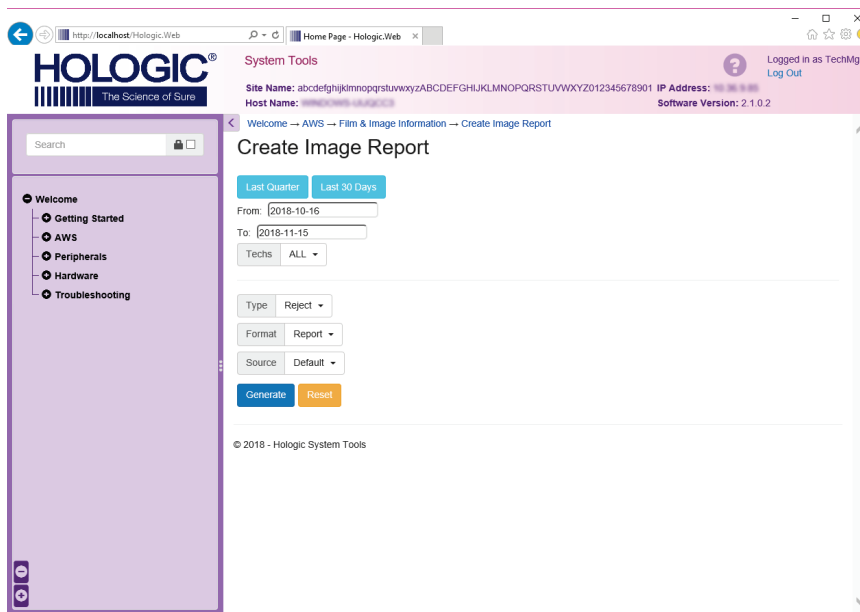 http://localhost/Hologic.Web
Home Page - Hologic.Web
HOLOGIC®
The Science of Sure
System Tools
Logged in as TechMg
Log Out
Site Name: abcdefghijklmnopqrstuvwxyzABCDEFGHIJKLMNOPQRSTUVWXYZ012345678901 IP Address:
Host Name:
Software Version: 2.1.0.2
Search
Welcome → AWS → Film & Image Information → Create Image Report
Create Image Report
Last Quarter Last 30 Days
From: 2018-10-16
To: 2018-11-15
Techs ALL
Type Reject
Format Report
Source Default
Generate Reset
© 2018 - Hologic System Tools
Welcome
Getting Started
AWS
Peripherals
Hardware
Troubleshooting